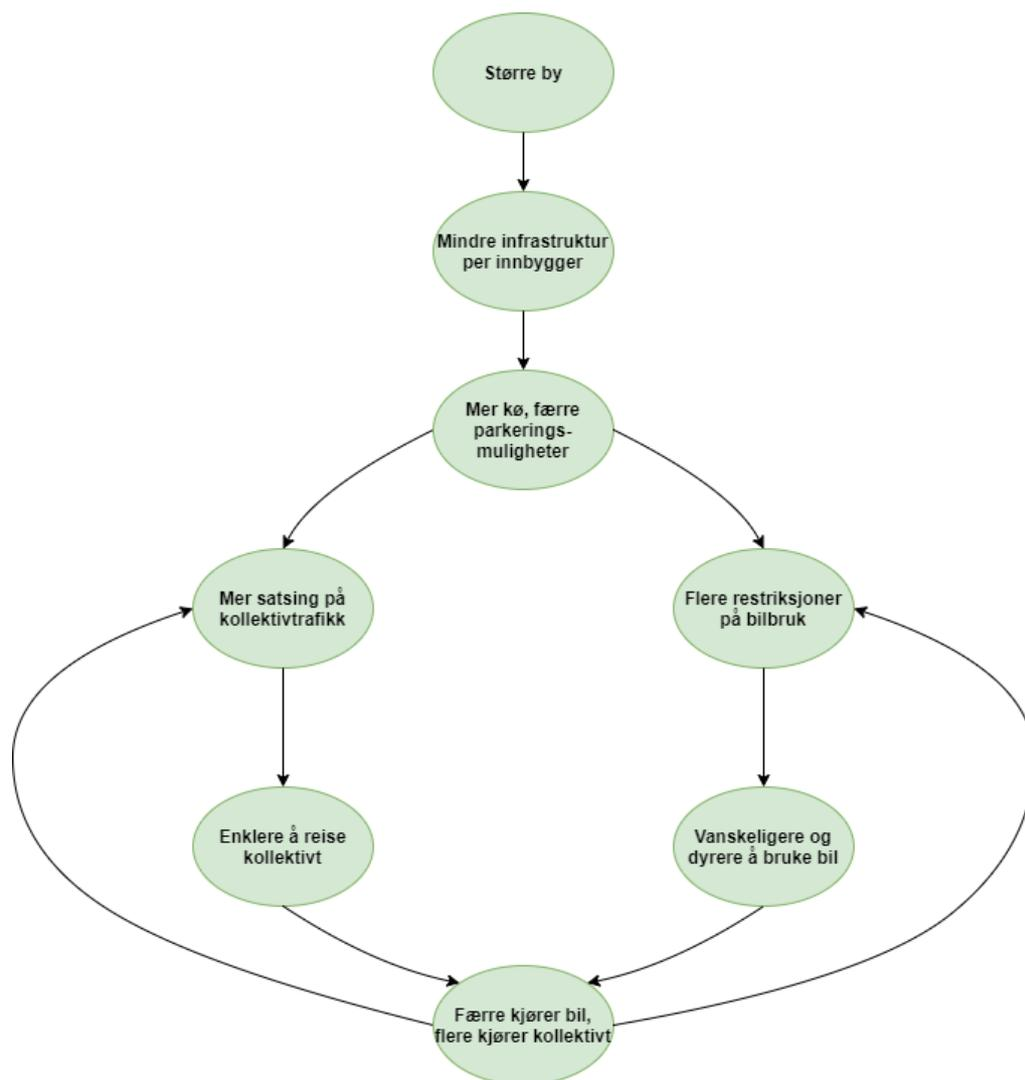 Større by
Mindre infrastruktur
per innbygger
Mer kø, færre
parkerings-
muligheter
Mer satsing på
kollektivtrafikk
Flere restriksjoner
på bilbruk
Enklere å reise
kollektivt
Vanskeligere og
dyrere å bruke bil
Færre kjører bil,
flere kjører kollektivt